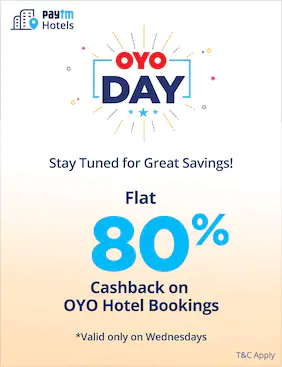 paytm
Hotels
OYO
DAY
Stay Tuned for Great Savings!
Flat
80%
Cashback on
OYO Hotel Bookings
*Valid only on Wednesdays
T&C Apply